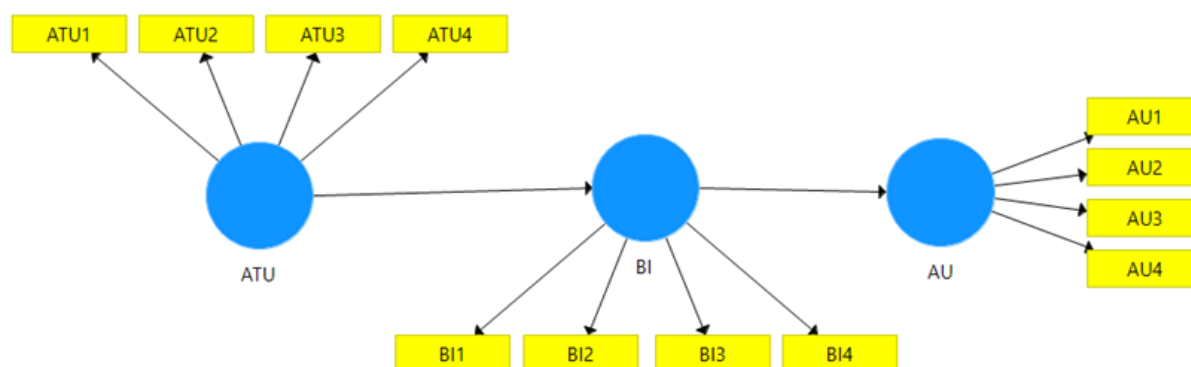 ATU1 ATU2 ATU3 ATU4
AU1
AU2
AU3
AU4
ATU
BI
AU
BI1 BI2 BI3 BI4